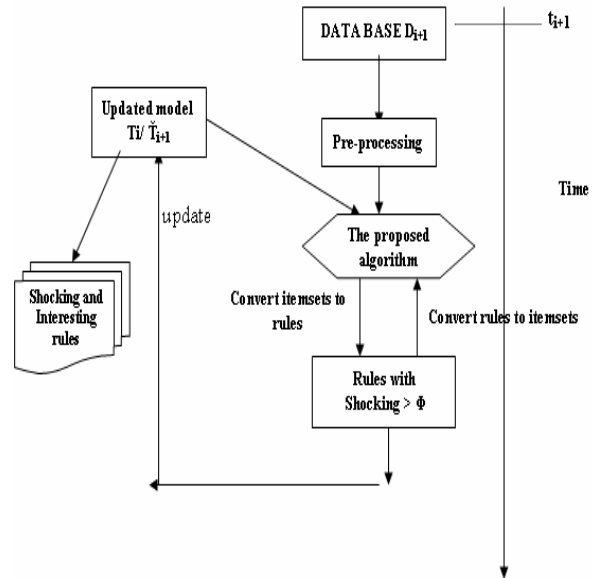 DATA BASE Dᵢ₊₁
tᵢ₊₁
Updated model
Ti/ Ťᵢ₊₁
Pre-processing
Time
update
The proposed
algorithm
Shocking and
Interesting
rules
Convert itemsets to
rules
Convert rules to itemsets
Rules with
Shocking > Φ